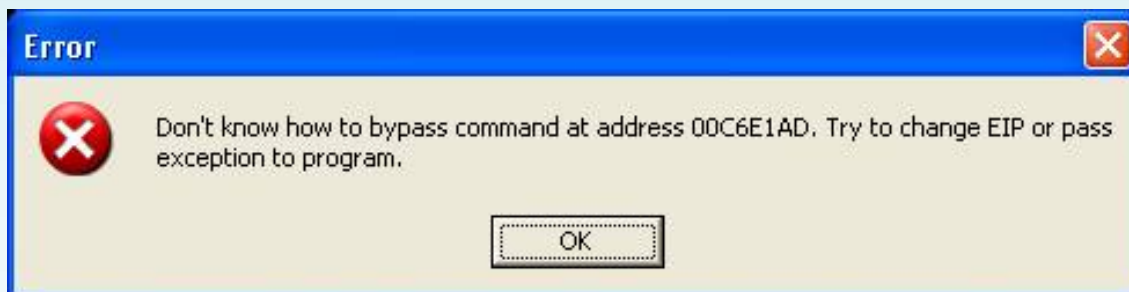 Error
Don't know how to bypass command at address 00C6E1AD. Try to change EIP or pass
exception to program.
OK